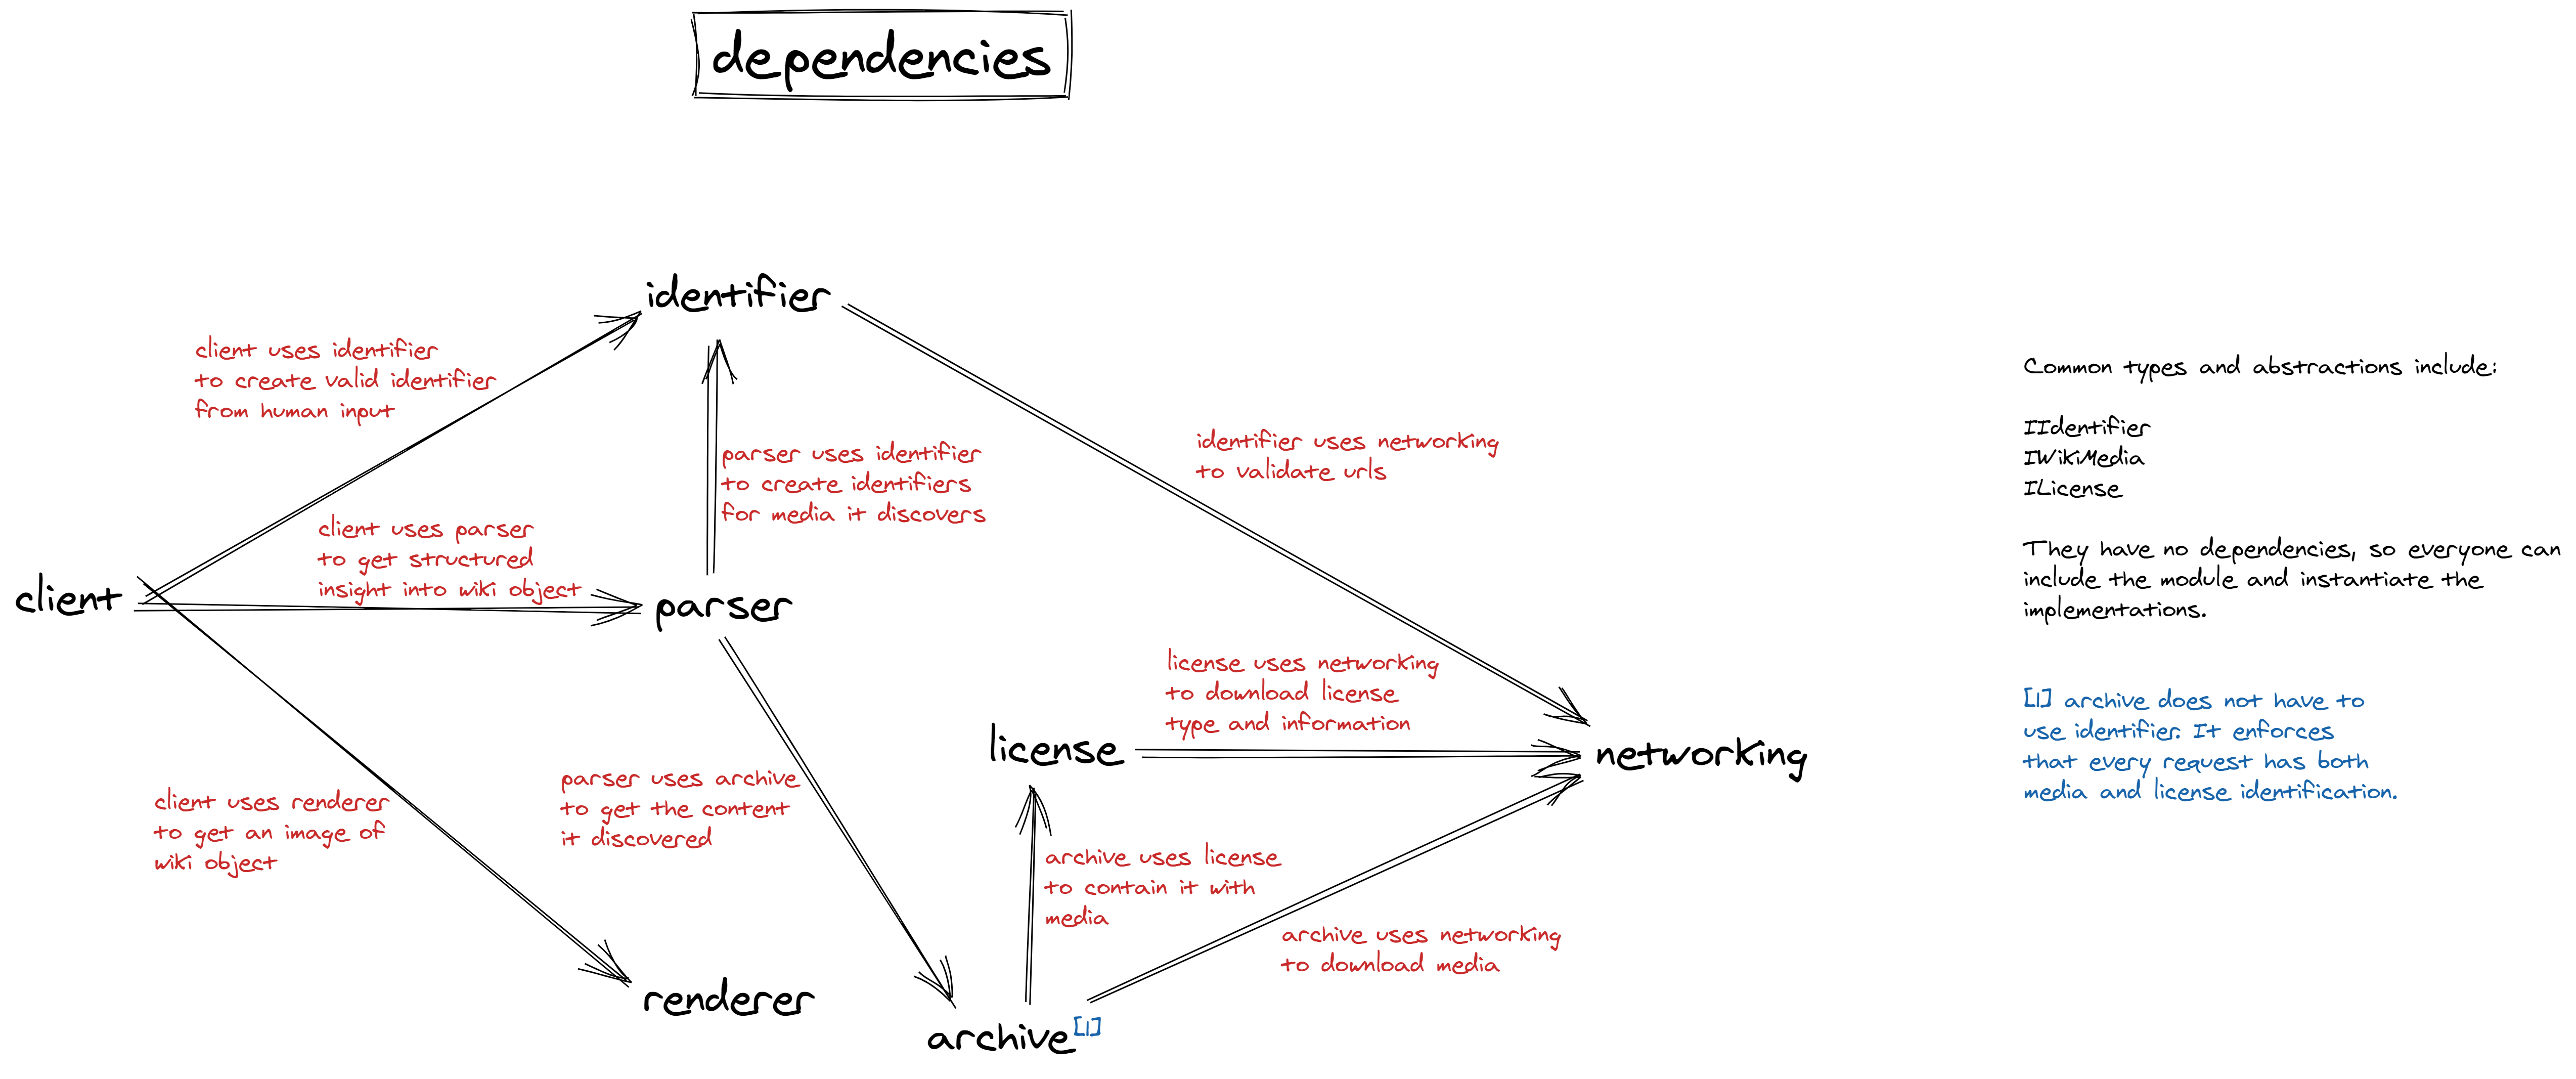 dependencies
identifier
client uses identifier
to create valid identifier
from human input
parser uses identifier
to create identifiers
for media it discovers
identifier uses networking
to validate urls
client uses parser
to get structured
insight into wiki object
client
parser
license uses networking
to download license
type and information
license
networking
client uses renderer
to get an image of
wiki object
parser uses archive
to get the content
it discovered
archive uses license
to contain it with
media
archive uses networking
to download media
renderer
archive[1]
Common types and abstractions include:
IIdentifier
IWikiMedia
ILicense
They have no dependencies, so everyone can
include the module and instantiate the
implementations.
[1] archive does not have to
use identifier. It enforces
that every request has both
media and license identification.